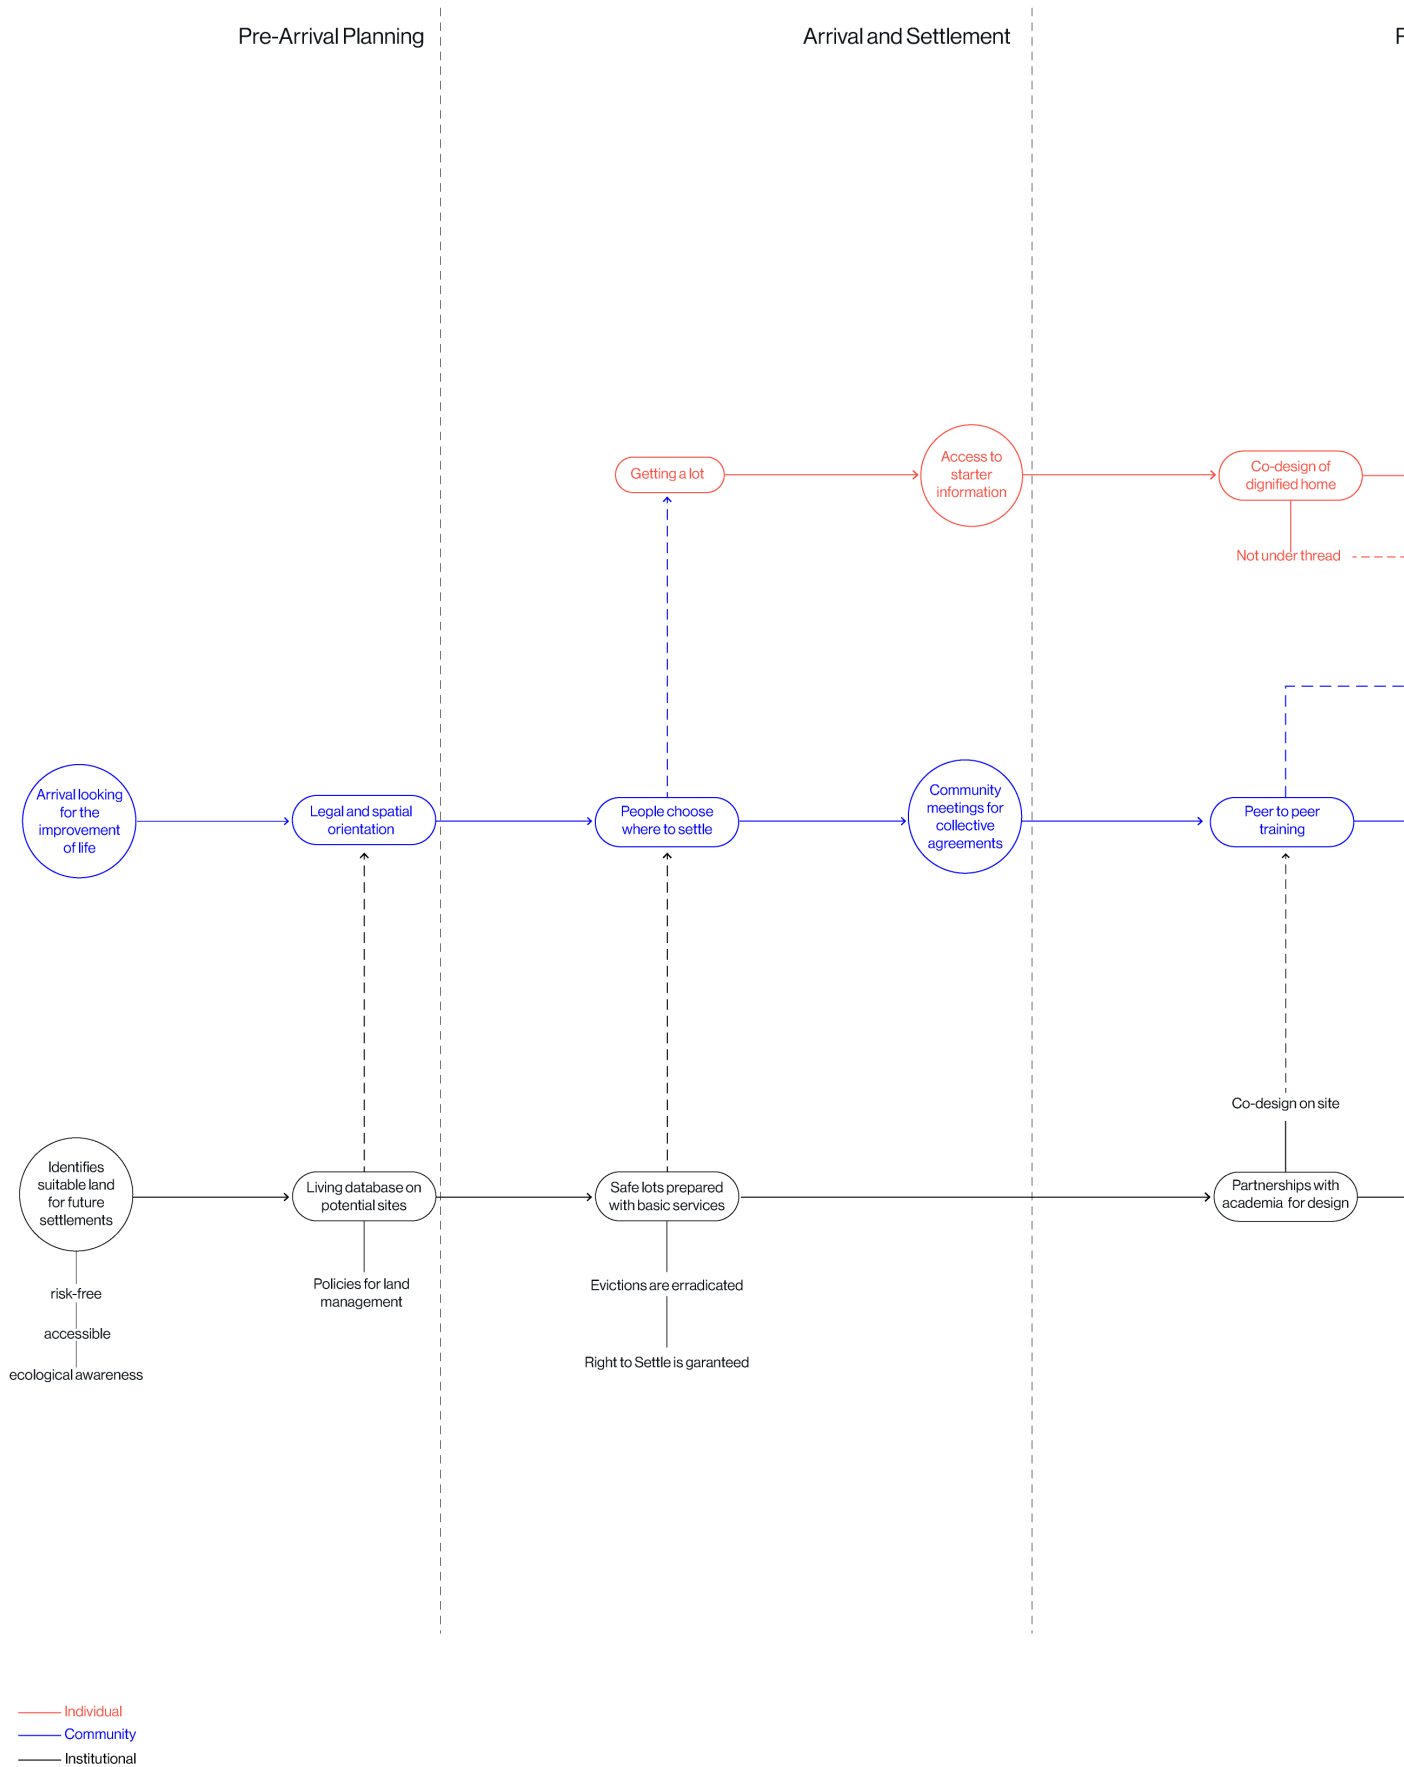 Pre-Arrival Planning
Arrival and Settlement
Getting a lot
Access to
starter
information
Co-design of
dignified home
Not under thread
Arrival looking
for the
improvement
of life
Legal and spatial
orientation
People choose
where to settle
Community
meetings for
collective
agreements
Peer to peer
training
Co-design on site
Identifies
suitable land
for future
settlements
risk-free
accessible
ecological awareness
Living database on
potential sites
Policies for land
management
Safe lots prepared
with basic services
Evictions are erradicated
Right to Settle is garanteed
Partnerships with
academia for design
Individual
Community
Institutional